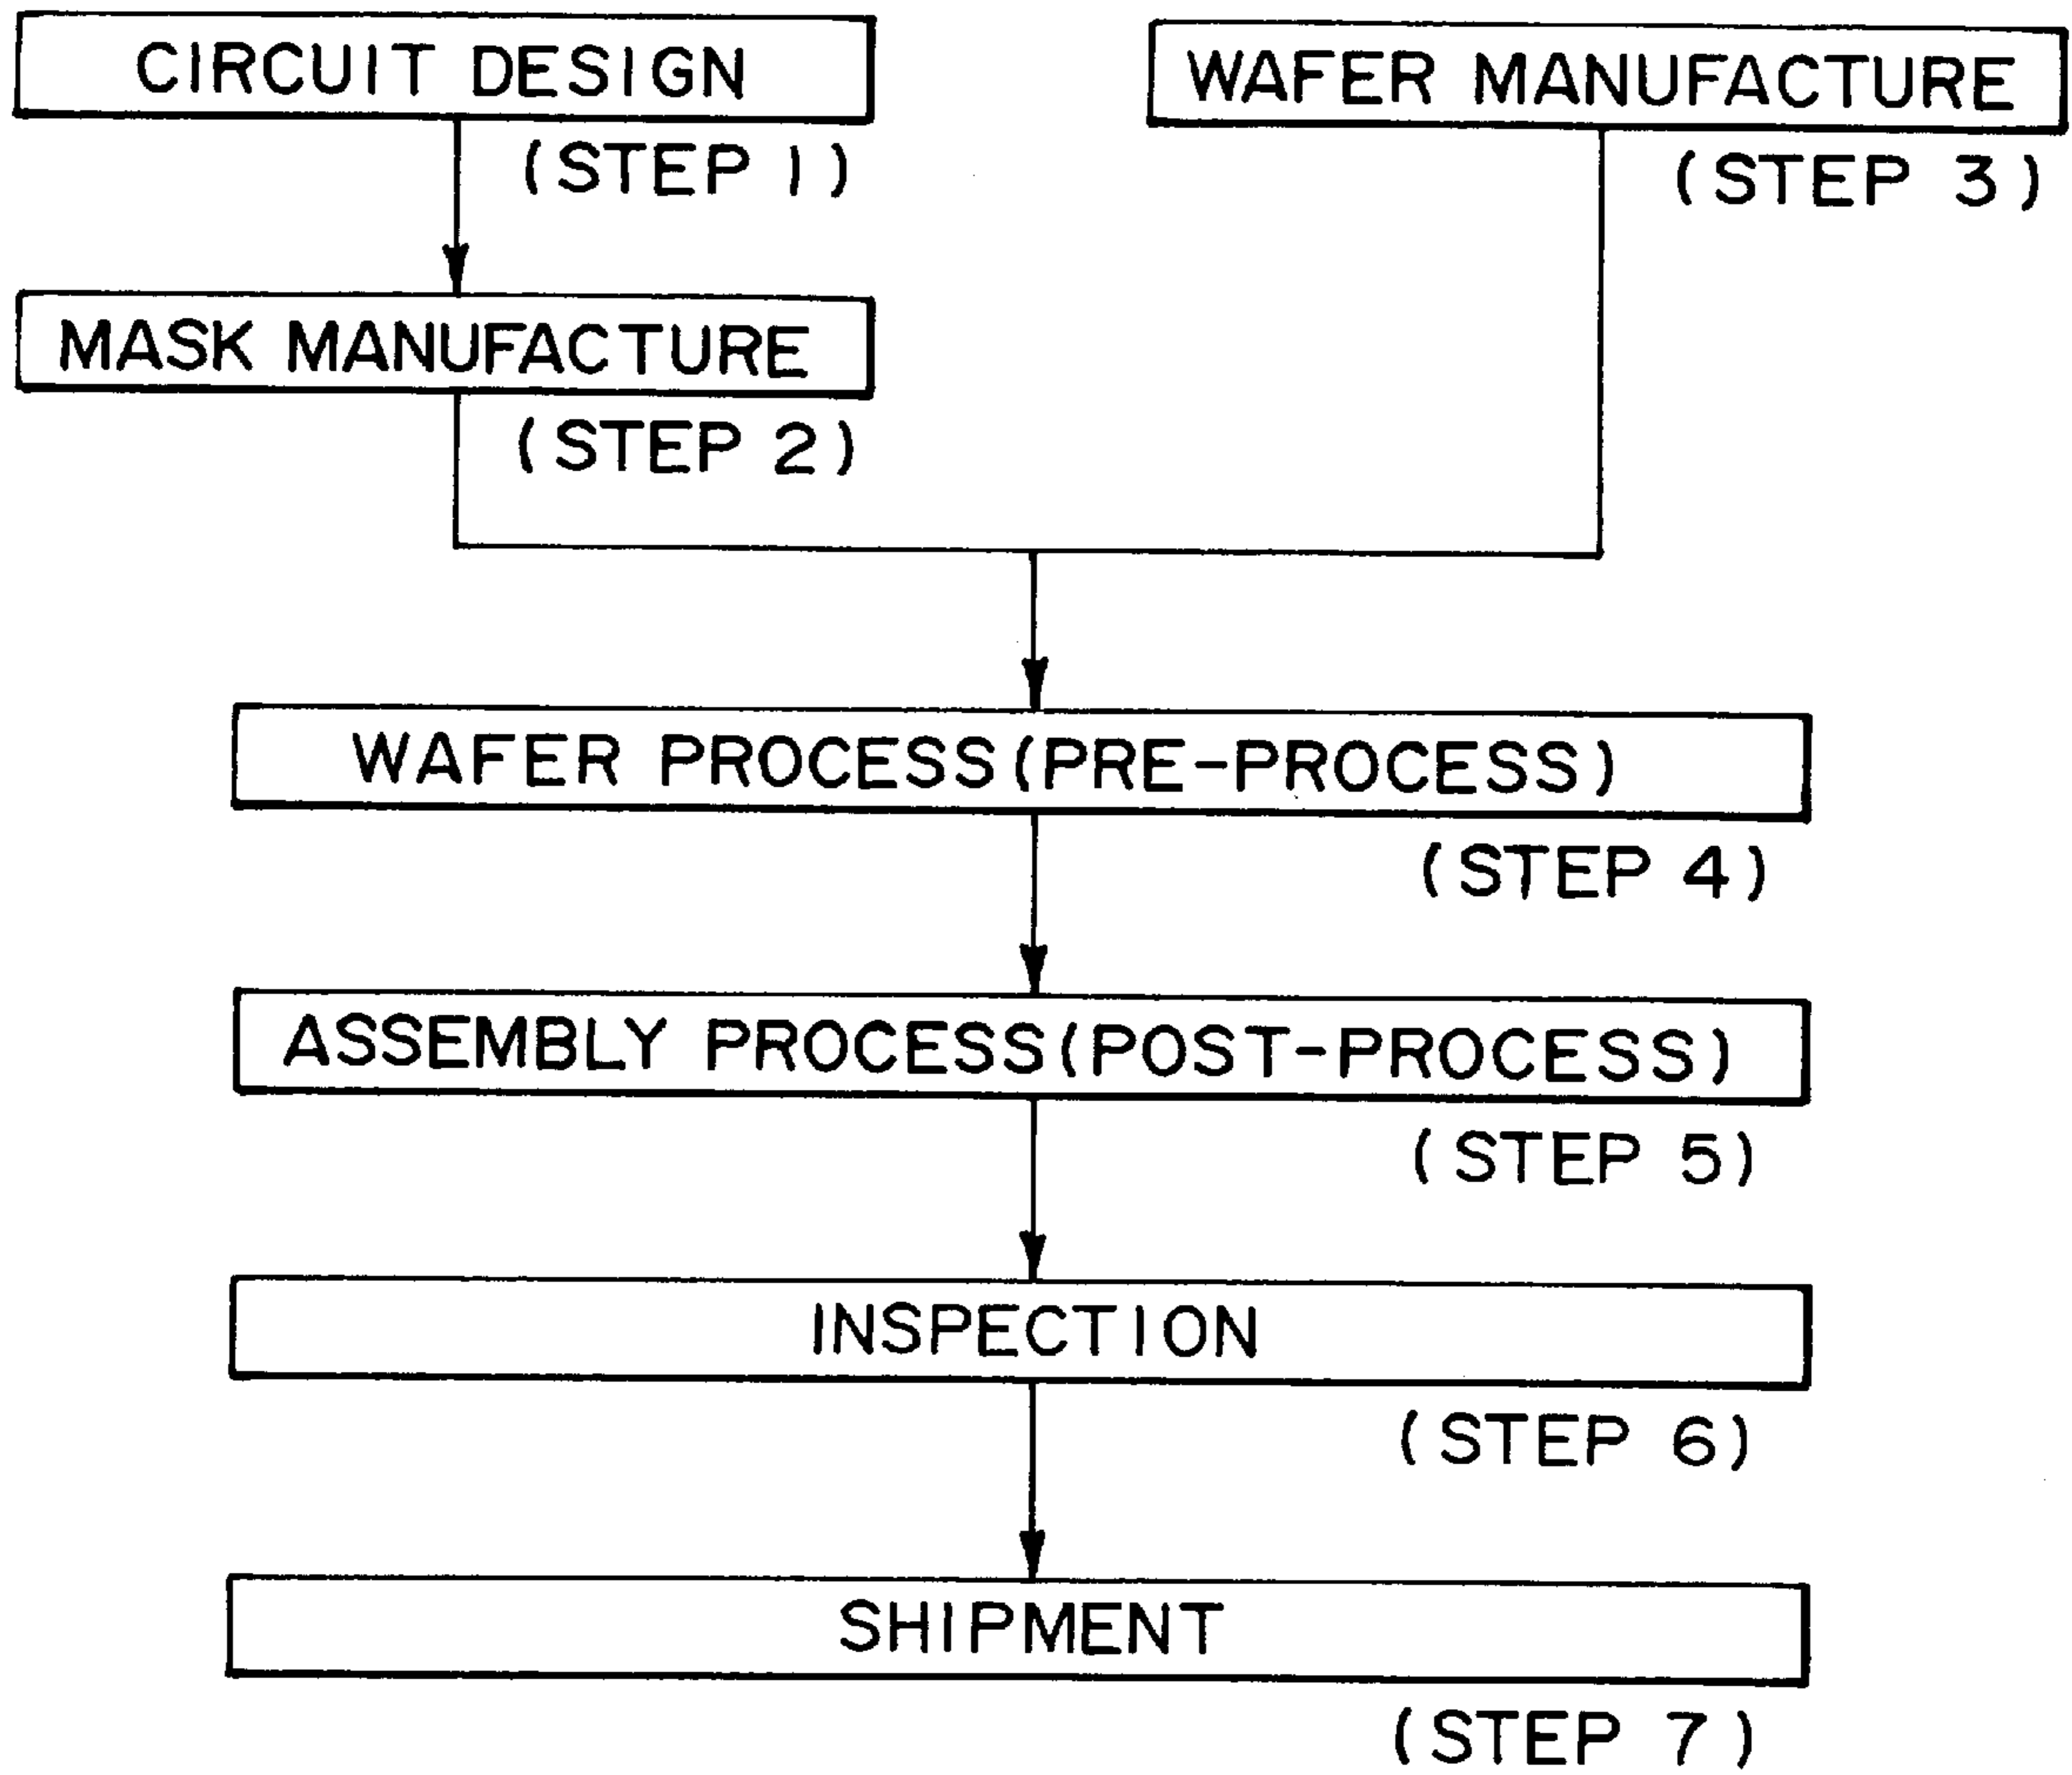 CIRCUIT DESIGN
(STEP 1)
WAFER MANUFACTURE
(STEP 3)
MASK MANUFACTURE
(STEP 2)
WAFER PROCESS(PRE-PROCESS)
(STEP 4)
ASSEMBLY PROCESS(POST-PROCESS)
(STEP 5)
INSPECTION
(STEP 6)
SHIPMENT
(STEP 7)